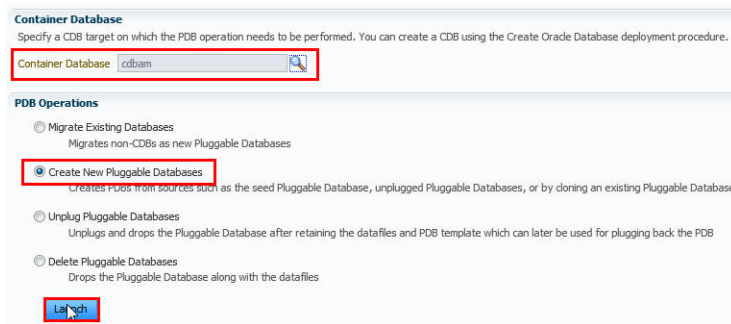 Container Database
Specify a CDB target on which the PDB operation needs to be performed. You can create a CDB using the Create Oracle Database deployment procedure.
Container Database cdbam
PDB Operations
Migrate Existing Databases
Migrates non-CDBs as new Pluggable Databases
Create New Pluggable Databases
Creates PDBs from sources such as the seed Pluggable Database, unplugged Pluggable Databases, or by cloning an existing Pluggable Database
Unplug Pluggable Databases
Unplugs and drops the Pluggable Database after retaining the datafiles and PDB template which can later be used for plugging back the PDB
Delete Pluggable Databases
Drops the Pluggable Database along with the datafiles
Launch